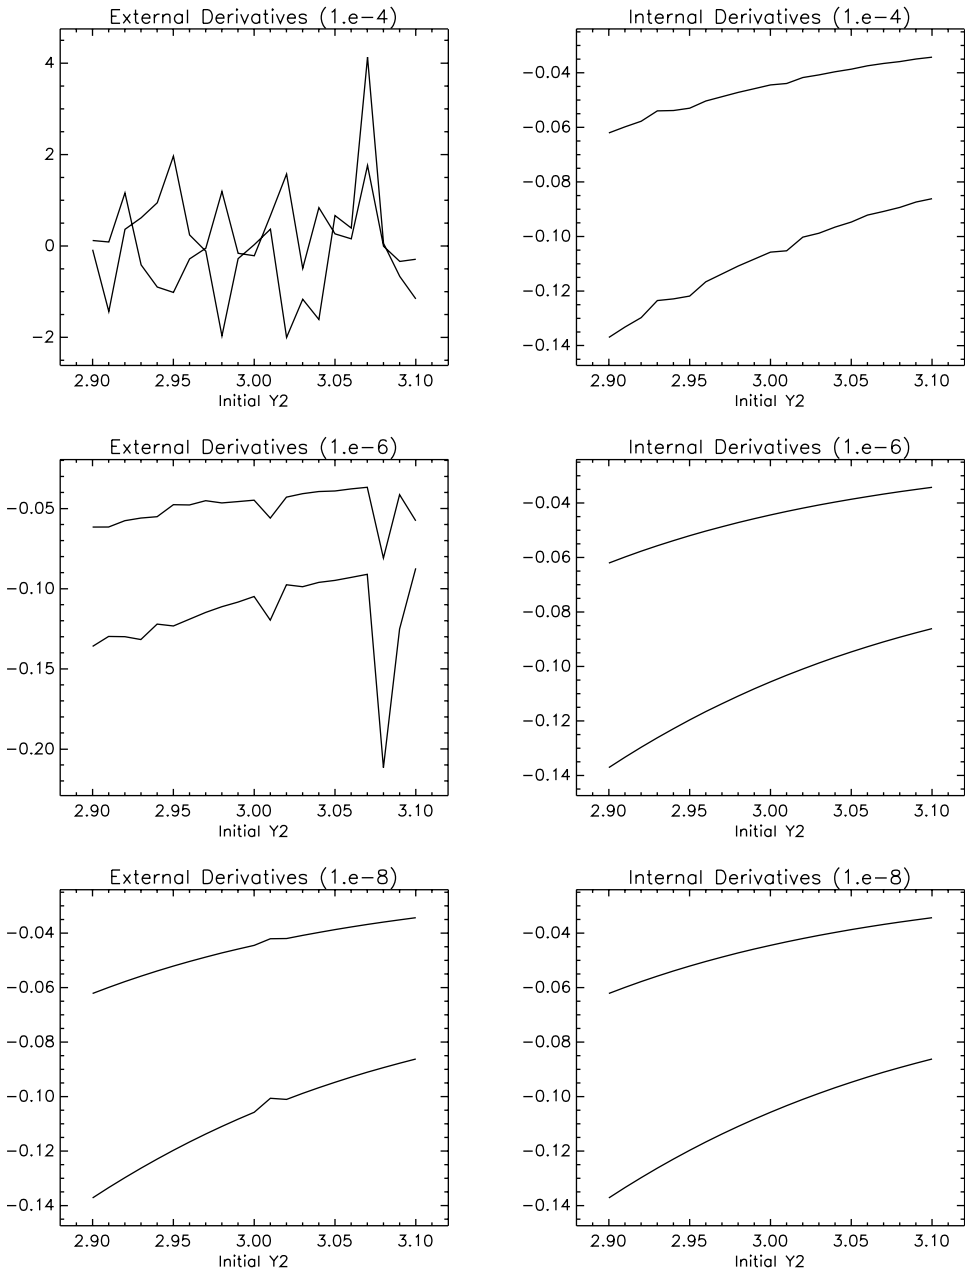 External Derivatives (1.e−4)
4
2
0
−2
2.90 2.95 3.00 3.05 3.10
Initial Y2
Internal Derivatives (1.e−4)
−0.04
−0.06
−0.08
−0.10
−0.12
−0.14
2.90 2.95 3.00 3.05 3.10
Initial Y2
External Derivatives (1.e−6)
−0.05
−0.10
−0.15
−0.20
2.90 2.95 3.00 3.05 3.10
Initial Y2
Internal Derivatives (1.e−6)
−0.04
−0.06
−0.08
−0.10
−0.12
−0.14
2.90 2.95 3.00 3.05 3.10
Initial Y2
External Derivatives (1.e−8)
−0.04
−0.06
−0.08
−0.10
−0.12
−0.14
2.90 2.95 3.00 3.05 3.10
Initial Y2
Internal Derivatives (1.e−8)
−0.04
−0.06
−0.08
−0.10
−0.12
−0.14
2.90 2.95 3.00 3.05 3.10
Initial Y2